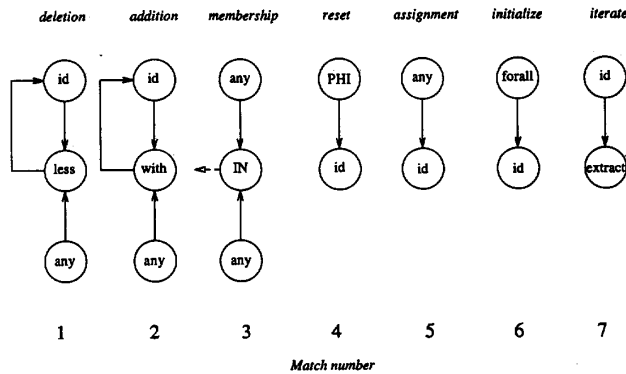 deletion addition membership reset assignment initialize iterate
id id any PHI any forall id
less with IN id id id extract
any any any
1 2 3 4 5 6 7
Match number